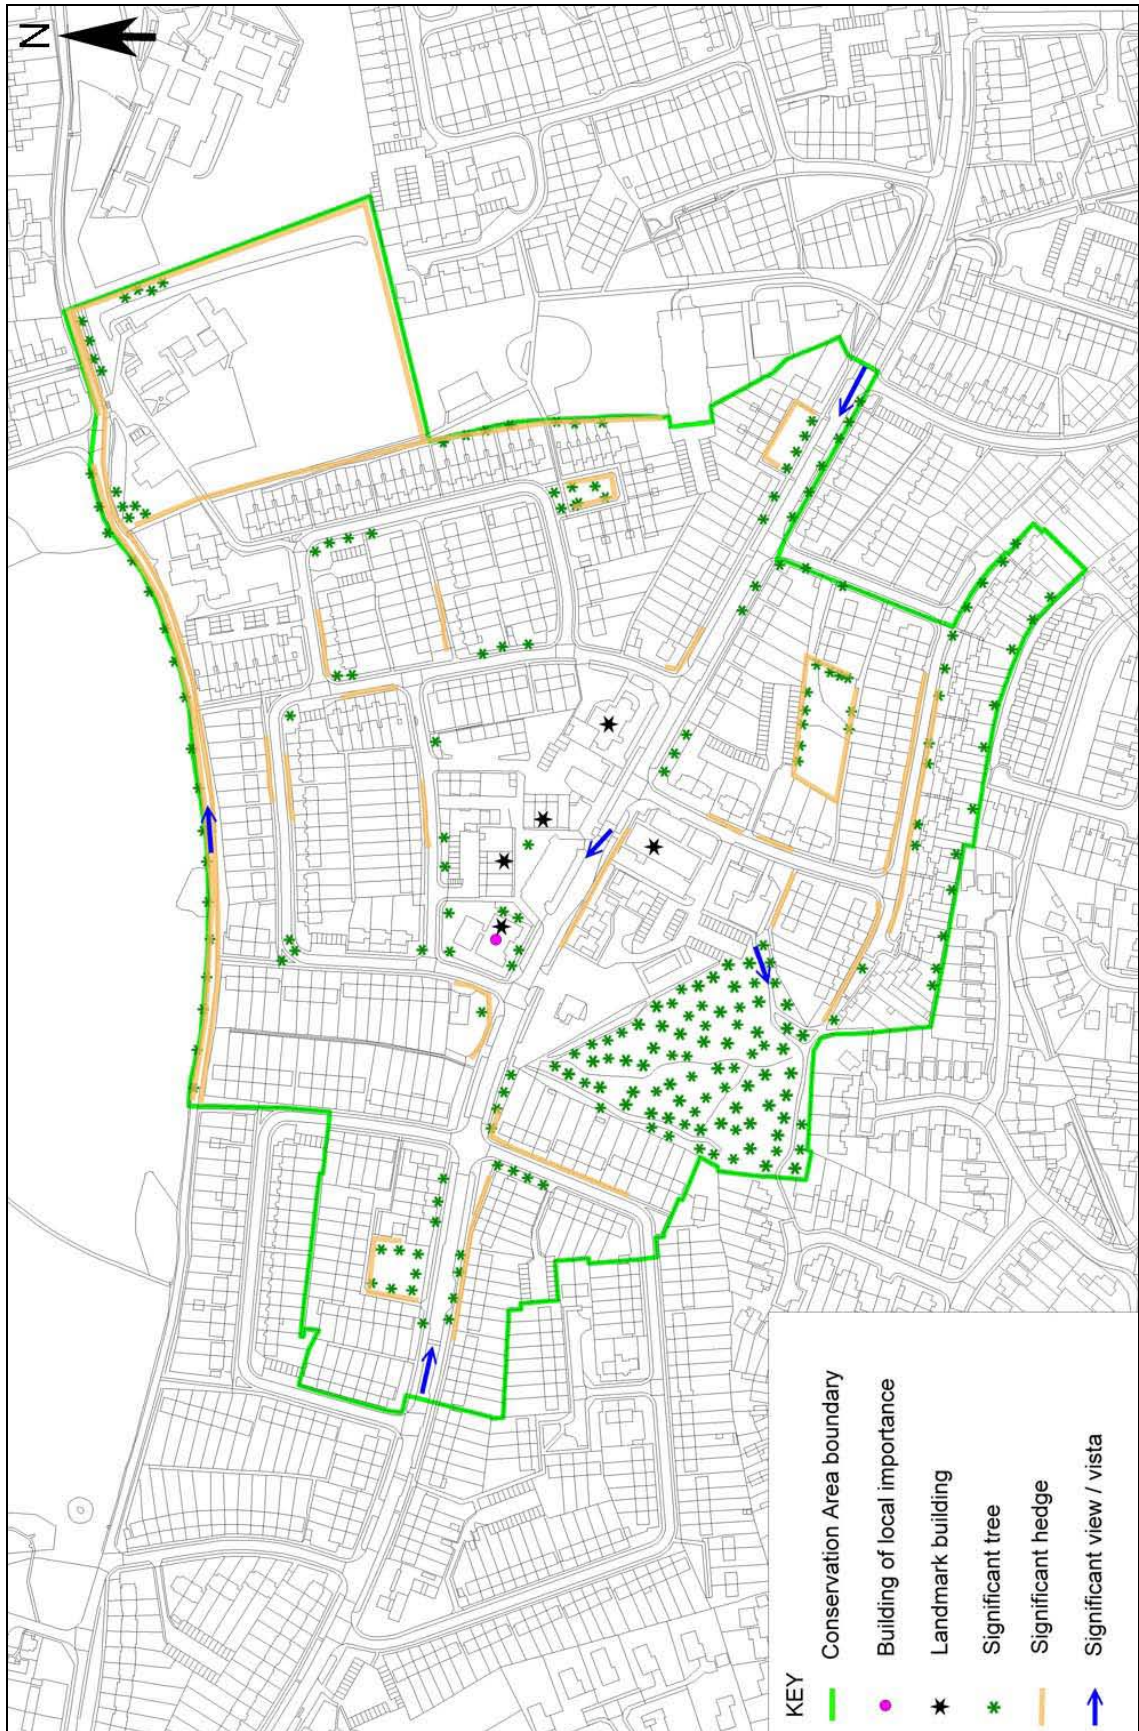 N
KEY
Conservation Area boundary
Building of local importance
Landmark building
Significant tree
Significant hedge
Significant view / vista